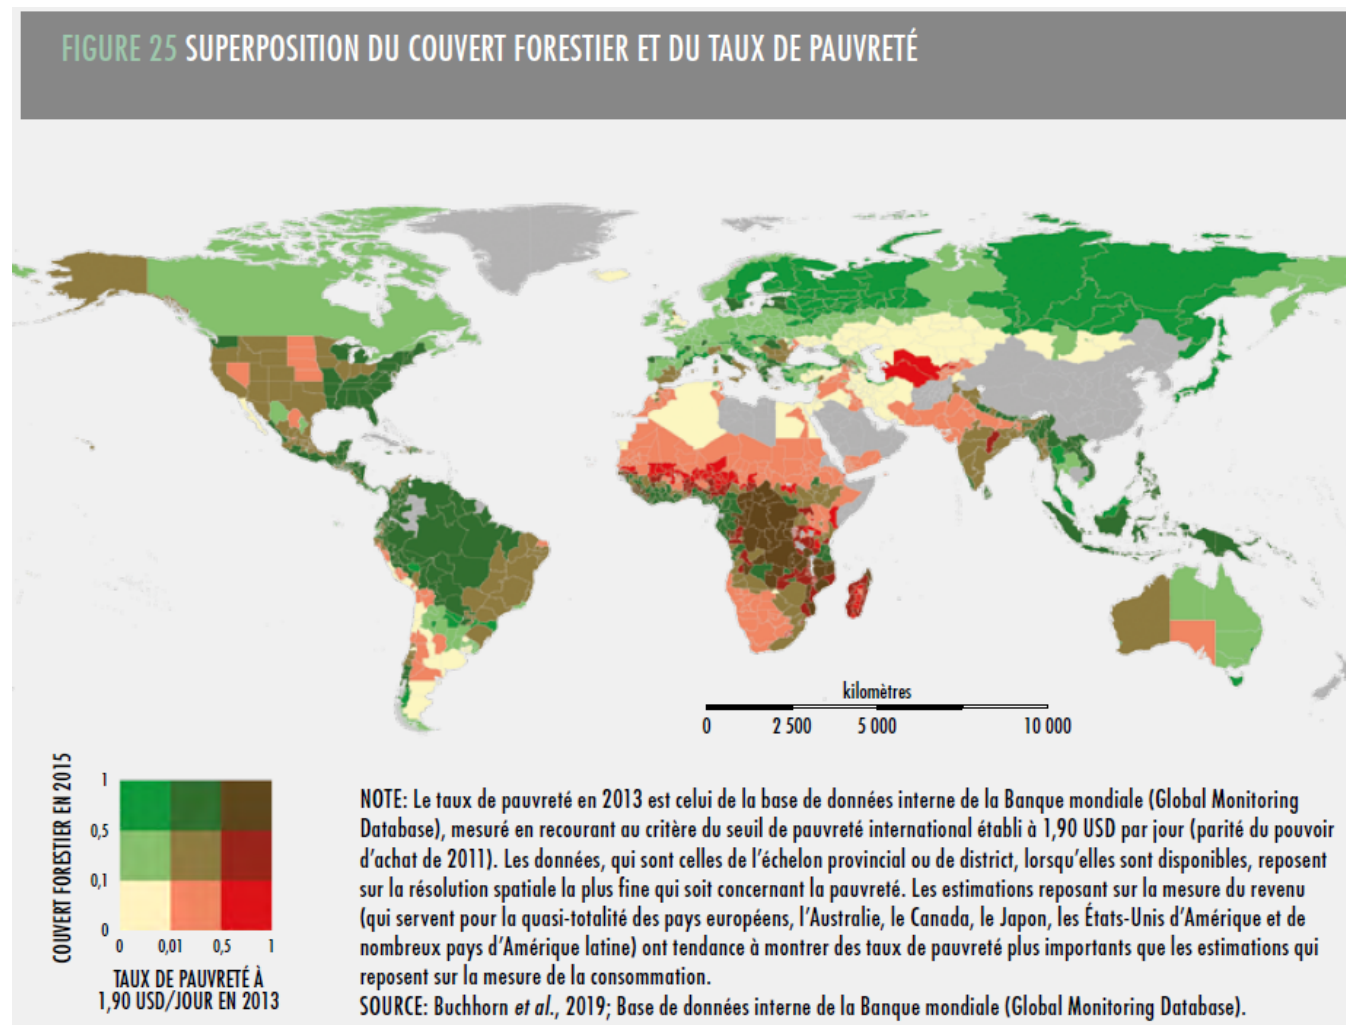 FIGURE 25 SUPERPOSITION DU COUVERT FORESTIER ET DU TAUX DE PAUVRETÉ
kilomètres
0 2 500 5 000 10 000
COUVERT FORESTIER EN 2015
1
0,5
0,1
0
0 0,01 0,5 1
TAUX DE PAUVRETÉ À
1,90 USD/JOUR EN 2013
NOTE: Le taux de pauvreté en 2013 est celui de la base de données interne de la Banque mondiale (Global Monitoring
Database), mesuré en recourant au critère du seuil de pauvreté international établi à 1,90 USD par jour (parité du pouvoir
d'achat de 2011). Les données, qui sont celles de l'échelon provincial ou de district, lorsqu'elles sont disponibles, reposent
sur la résolution spatiale la plus fine qui soit concernant la pauvreté. Les estimations reposant sur la mesure du revenu
(qui servent pour la quasi-totalité des pays européens, l'Australie, le Canada, le Japon, les États-Unis d'Amérique et de
nombreux pays d'Amérique latine) ont tendance à montrer des taux de pauvreté plus importants que les estimations qui
reposent sur la mesure de la consommation.
SOURCE: Buchhorn et al., 2019; Base de données interne de la Banque mondiale (Global Monitoring Database).